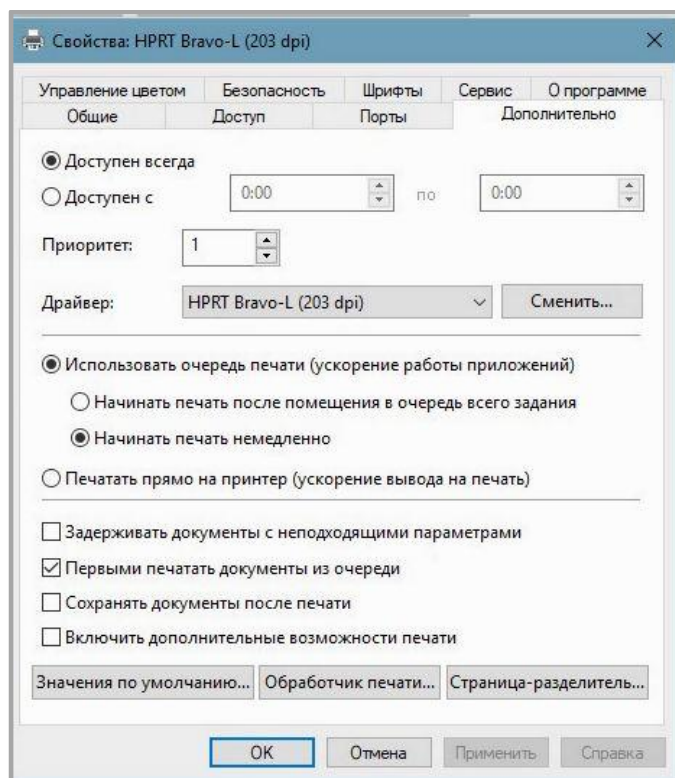 Свойства: HPRT Bravo-L (203 dpi)
Управление цветом Безопасность Шрифты Сервис О программе
Общие Доступ Порты Дополнительно
Доступен всегда
Доступен с 0:00 по 0:00
Приоритет: 1
Драйвер: HPRT Bravo-L (203 dpi) Сменить...
Использовать очередь печати (ускорение работы приложений)
Начинать печать после помещения в очередь всего задания
Начинать печать немедленно
Печатать прямо на принтер (ускорение вывода на печать)
Задерживать документы с неподходящими параметрами
Первыми печатать документы из очереди
Сохранять документы после печати
Включить дополнительные возможности печати
Значения по умолчанию... Обработчик печати... Страница-разделитель...
OK Отмена Применить Справка